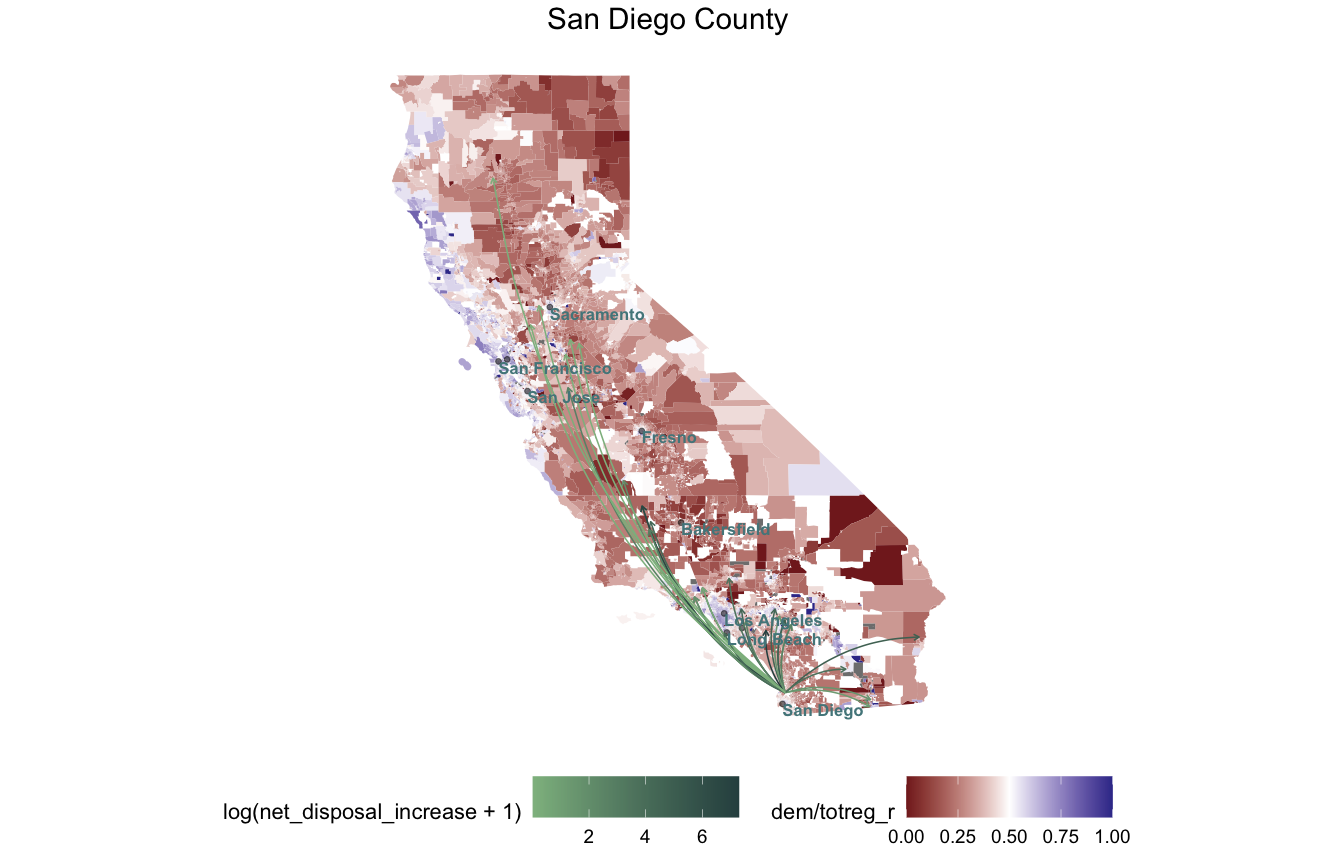 San Diego County
Sacramento
San Francisco
San Jose
Fresno
Bakersfield
Los Angeles
Long Beach
San Diego
log(net_disposal_increase + 1)
2 4 6
dem/totreg_r
0.00 0.25 0.50 0.75 1.00